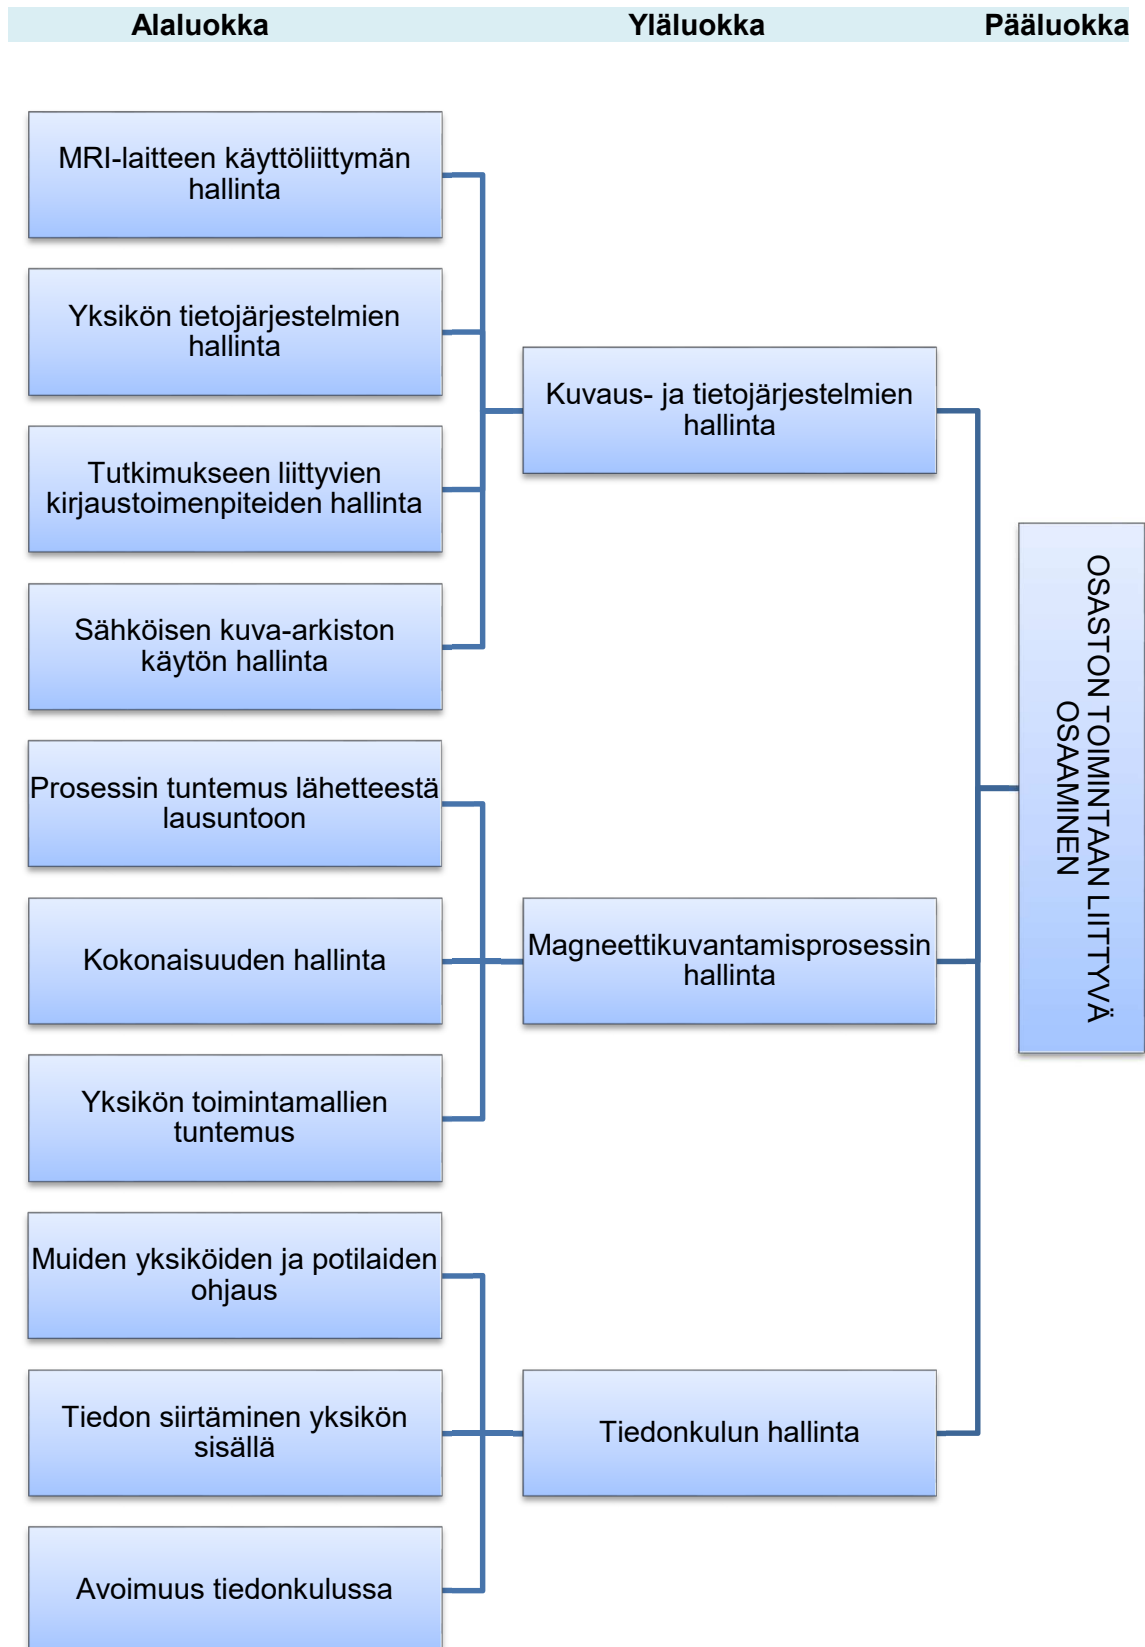 Alaluokka Yläluokka Pääluokka
MRI-laitteen käyttöliittymän
hallinta
Yksikön tietojärjestelmien
hallinta
Tutkimukseen liittyvien
kirjaustoimenpiteiden hallinta
Sähköisen kuva-arkiston
käytön hallinta
Prosessin tuntemus lähetteestä
lausuntoon
Kokonaisuuden hallinta
Yksikön toimintamallien
tuntemus
Muiden yksiköiden ja potilaiden
ohjaus
Tiedon siirtäminen yksikön
sisällä
Avoimuus tiedonkulussa
Kuvaus- ja tietojärjestelmien
hallinta
Magneettikuvantamisprosessin
hallinta
Tiedonkulun hallinta
OSASTON TOIMINTAAN LIITTYVÄ
OSAAMINEN